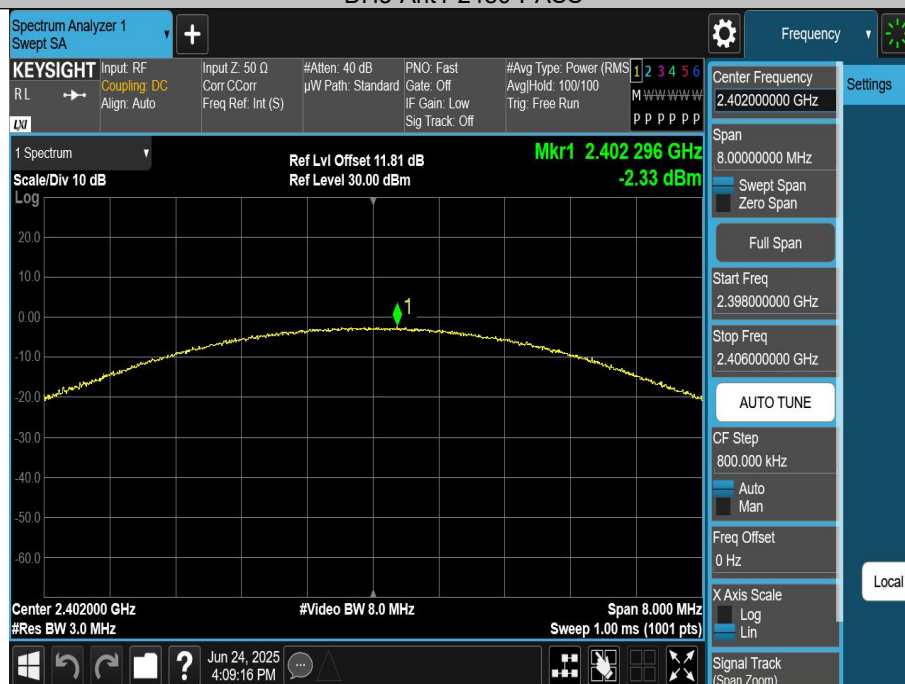 Spectrum Analyzer 1
Swept SA
Frequency
KEYSIGHT
RL
LXI
Input: RF
Coupling: DC
Align: Auto
Input Z: 50 Ω
Corr CCorr
Freq Ref: Int (S)
#Atten: 40 dB
µW Path: Standard
PNO: Fast
Gate: Off
IF Gain: Low
Sig Track: Off
#Avg Type: Power (RMS
Avg|Hold: 100/100
Trig: Free Run
1 2 3 4 5 6
M W W W W W
P P P P P P
Center Frequency
2.402000000 GHz
Settings
1 Spectrum
Scale/Div 10 dB
Log
Ref Lvl Offset 11.81 dB
Ref Level 30.00 dBm
Mkr1 2.402 296 GHz
-2.33 dBm
Span
8.00000000 MHz
Swept Span
Zero Span
Full Span
Start Freq
2.398000000 GHz
Stop Freq
2.406000000 GHz
AUTO TUNE
CF Step
800.000 kHz
Auto
Man
Freq Offset
0 Hz
X Axis Scale
Log
Lin
Local
Signal Track
(Span Zoom)
20.0
10.0
0.00
-10.0
-20.0
-30.0
-40.0
-50.0
-60.0
1
Center 2.402000 GHz
#Res BW 3.0 MHz
#Video BW 8.0 MHz
Span 8.000 MHz
Sweep 1.00 ms (1001 pts)
?
Jun 24, 2025
4:09:16 PM